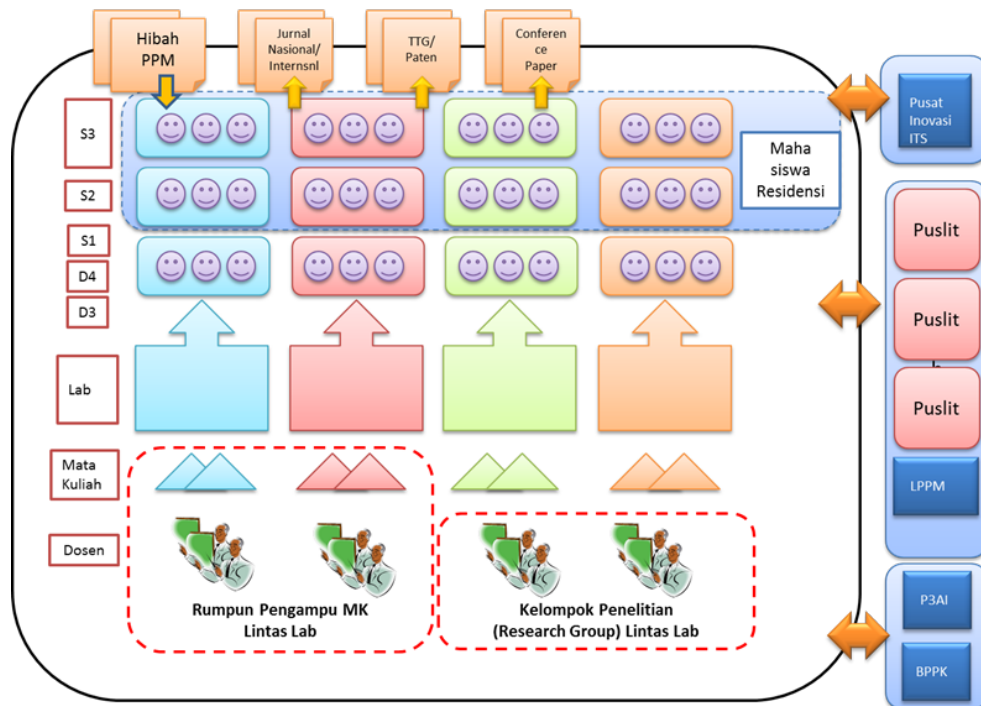 Hibah
PPM
Jurnal
Nasional/
Internsnl
TTG/
Paten
Conferen
ce
Paper
S3
S2
S1
D4
D3
Lab
Mata
Kuliah
Dosen
Maha
siswa
Residensi
Rumpun Pengampu MK
Lintas Lab
Kelompok Penelitian
(Research Group) Lintas Lab
Pusat
Inovasi
ITS
Puslit
Puslit
Puslit
LPPM
P3AI
BPPK